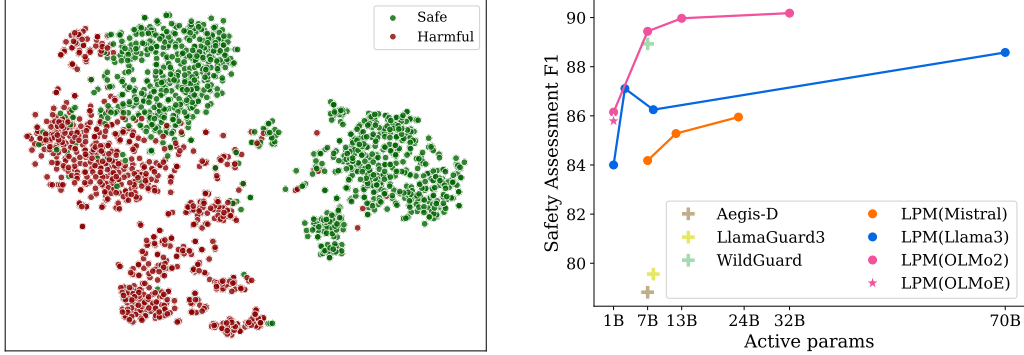 Safe
Harmful
Safety Assessment F1
90
88
86
84
82
80
Aegis-D
LlamaGuard3
WildGuard
LPM(Mistral)
LPM(Llama3)
LPM(OLMo2)
LPM(OLMoE)
1B 7B 13B 24B 32B 70B
Active params